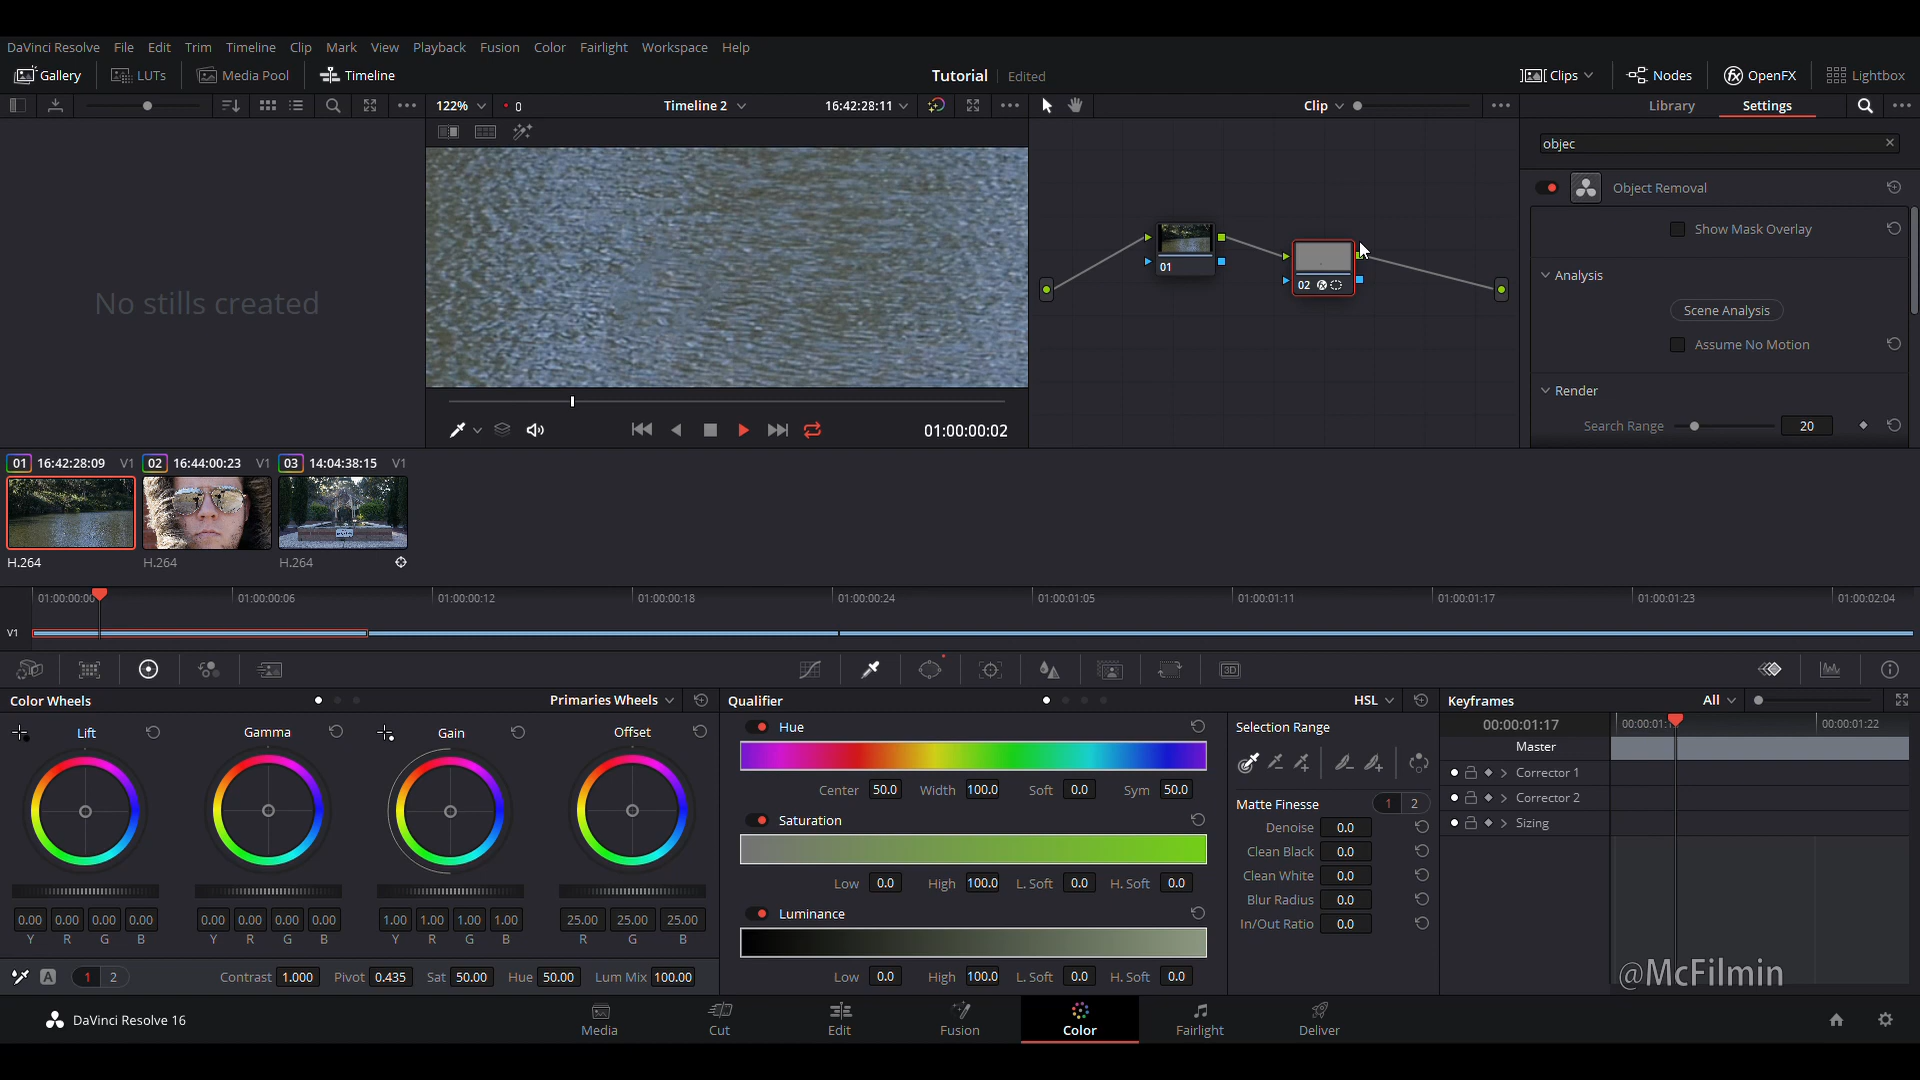 DaVinci Resolve File Edit Trim Timeline Clip Mark View Playback Fusion Color Fairlight Workspace Help
Gallery LUTs Media Pool Timeline Tutorial Edited Clips Nodes OpenFX Lightbox
122% 0 Timeline 2 16:42:28:11 Clip Library Settings
objec
Object Removal
Show Mask Overlay
Analysis
Scene Analysis
Assume No Motion
Render
Search Range 20
No stills created
01
02
01:00:00:02
01 16:42:28:09 V1 02 16:44:00:23 V1 03 14:04:38:15 V1
H.264 H.264 H.264
01:00:00:00 01:00:00:06 01:00:00:12 01:00:00:18 01:00:00:24 01:00:01:05 01:00:01:11 01:00:01:17 01:00:01:23 01:00:02:04
V1
3D
Color Wheels Primaries Wheels Qualifier HSL Keyframes All
Lift Gamma Gain Offset
0.00 0.00 0.00 0.00 0.00 0.00 0.00 0.00 1.00 1.00 1.00 1.00 25.00 25.00 25.00
Y R G B Y R G B Y R G B R G B
A 1 2 Contrast 1.000 Pivot 0.435 Sat 50.00 Hue 50.00 Lum Mix 100.00
Hue
Center 50.0 Width 100.0 Soft 0.0 Sym 50.0
Saturation
Low 0.0 High 100.0 L. Soft 0.0 H. Soft 0.0
Luminance
Low 0.0 High 100.0 L. Soft 0.0 H. Soft 0.0
Selection Range
Matte Finesse 1 2
Denoise 0.0
Clean Black 0.0
Clean White 0.0
Blur Radius 0.0
In/Out Ratio 0.0
00:00:01:17 00:00:01:22
Master
Corrector 1
Corrector 2
Sizing
@McFilmin
DaVinci Resolve 16 Media Cut Edit Fusion Color Fairlight Deliver